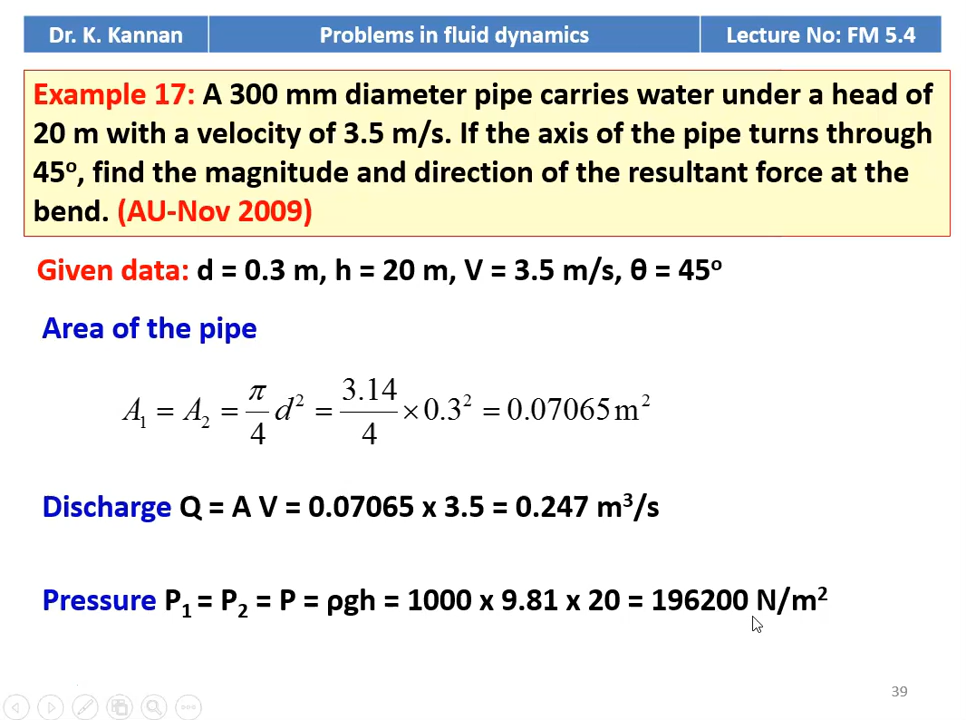 Dr. K. Kannan
Problems in fluid dynamics
Lecture No: FM 5.4
Example 17: A 300 mm diameter pipe carries water under a head of
20 m with a velocity of 3.5 m/s. If the axis of the pipe turns through
45º, find the magnitude and direction of the resultant force at the
bend. (AU-Nov 2009)
Given data: d = 0.3 m, h = 20 m, V = 3.5 m/s, θ = 45º
Area of the pipe
A₁ = A₂ = π/4 d² = 3.14/4 × 0.3² = 0.07065 m²
Discharge Q = A V = 0.07065 x 3.5 = 0.247 m³/s
Pressure P₁ = P₂ = P = ρgh = 1000 x 9.81 x 20 = 196200 N/m²
39